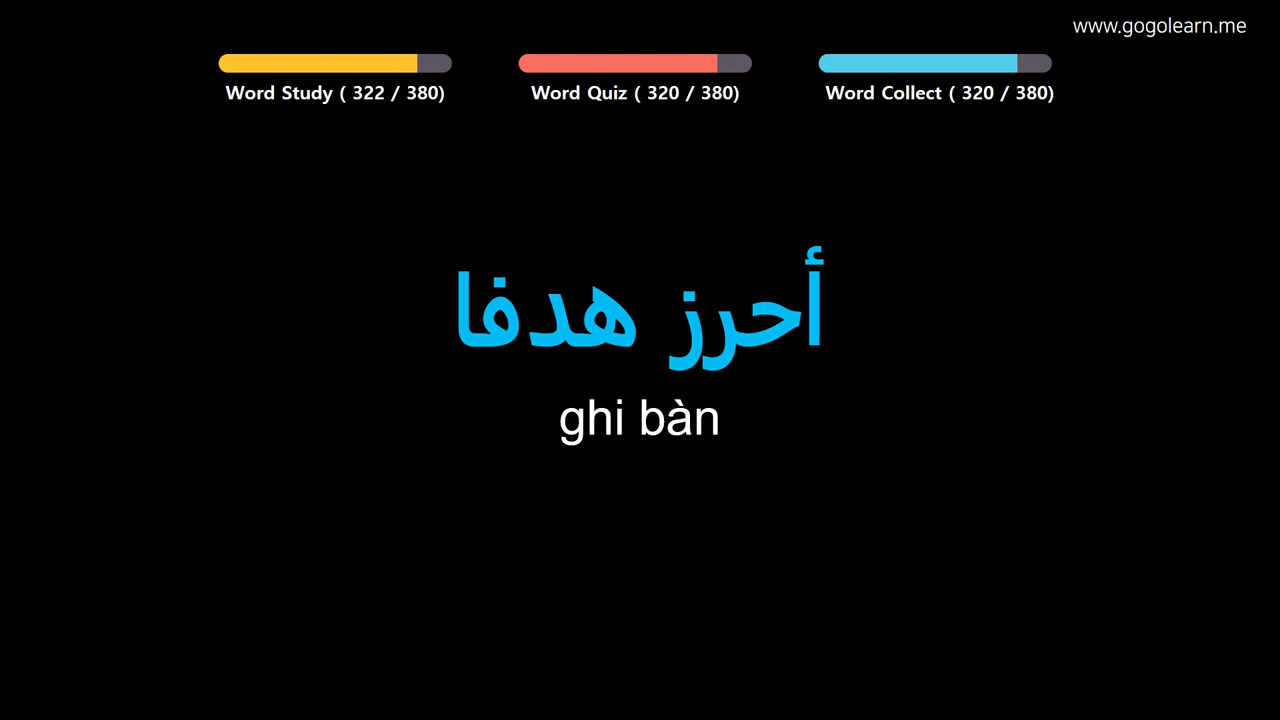 www.gogolearn.me
Word Study ( 322 / 380)
Word Quiz ( 320 / 380)
Word Collect ( 320 / 380)
أحرز هدفا
ghi bàn